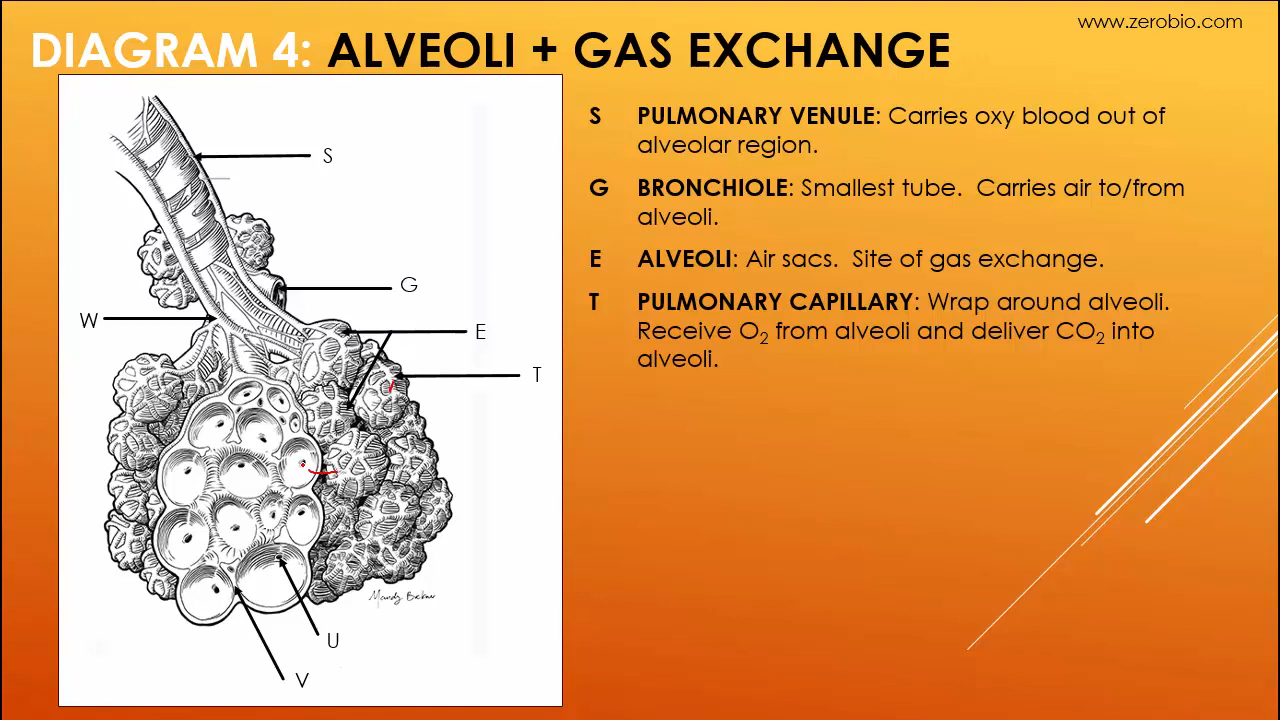 www.zerobio.com
DIAGRAM 4: ALVEOLI + GAS EXCHANGE
S PULMONARY VENULE: Carries oxy blood out of
alveolar region.
G BRONCHIOLE: Smallest tube. Carries air to/from
alveoli.
E ALVEOLI: Air sacs. Site of gas exchange.
T PULMONARY CAPILLARY: Wrap around alveoli.
Receive O₂ from alveoli and deliver CO₂ into
alveoli.
S
G
W
E
T
U
V